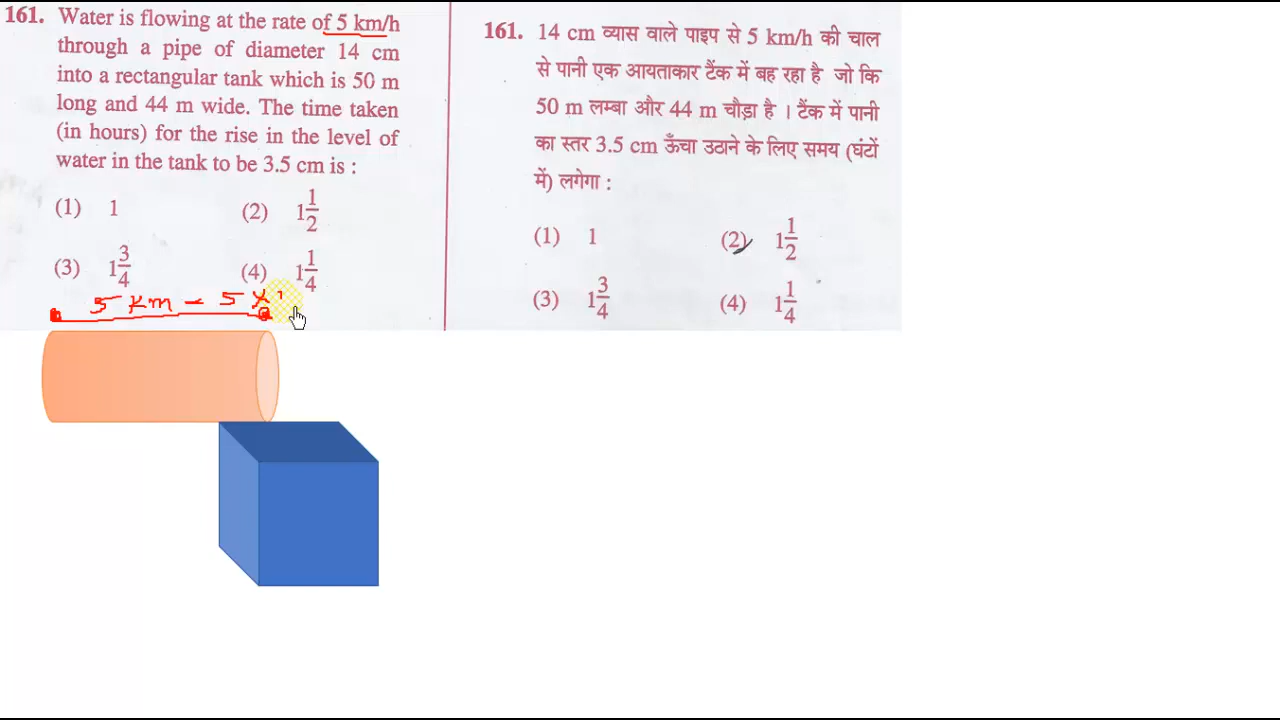 161. Water is flowing at the rate of 5 km/h
through a pipe of diameter 14 cm
into a rectangular tank which is 50 m
long and 44 m wide. The time taken
(in hours) for the rise in the level of
water in the tank to be 3.5 cm is :
(1) 1 (2) 1 1/2
(3) 1 3/4 (4) 1 1/4
5 km - 5 x
161. 14 cm व्यास वाले पाइप से 5 km/h की चाल
से पानी एक आयताकार टैंक में बह रहा है जो कि
50 m लम्बा और 44 m चौड़ा है । टैंक में पानी
का स्तर 3.5 cm ऊँचा उठाने के लिए समय (घंटों
में) लगेगा :
(1) 1 (2) 1 1/2
(3) 1 3/4 (4) 1 1/4